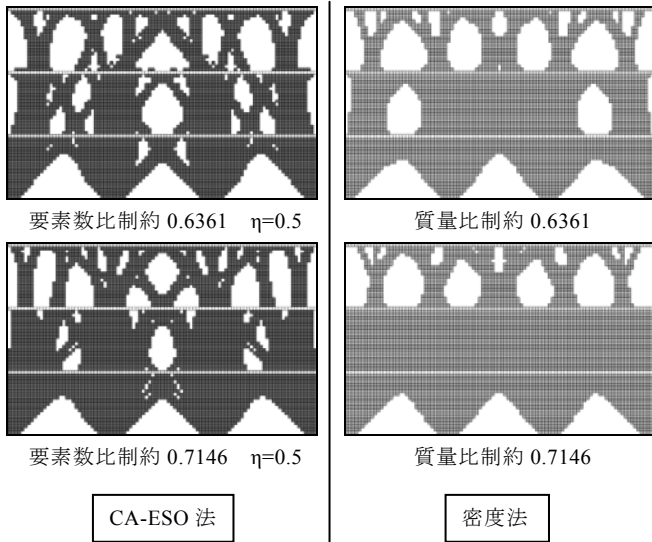 要素数比制約 0.6361 η=0.5
質量比制約 0.6361
要素数比制約 0.7146 η=0.5
質量比制約 0.7146
CA-ESO 法
密度法